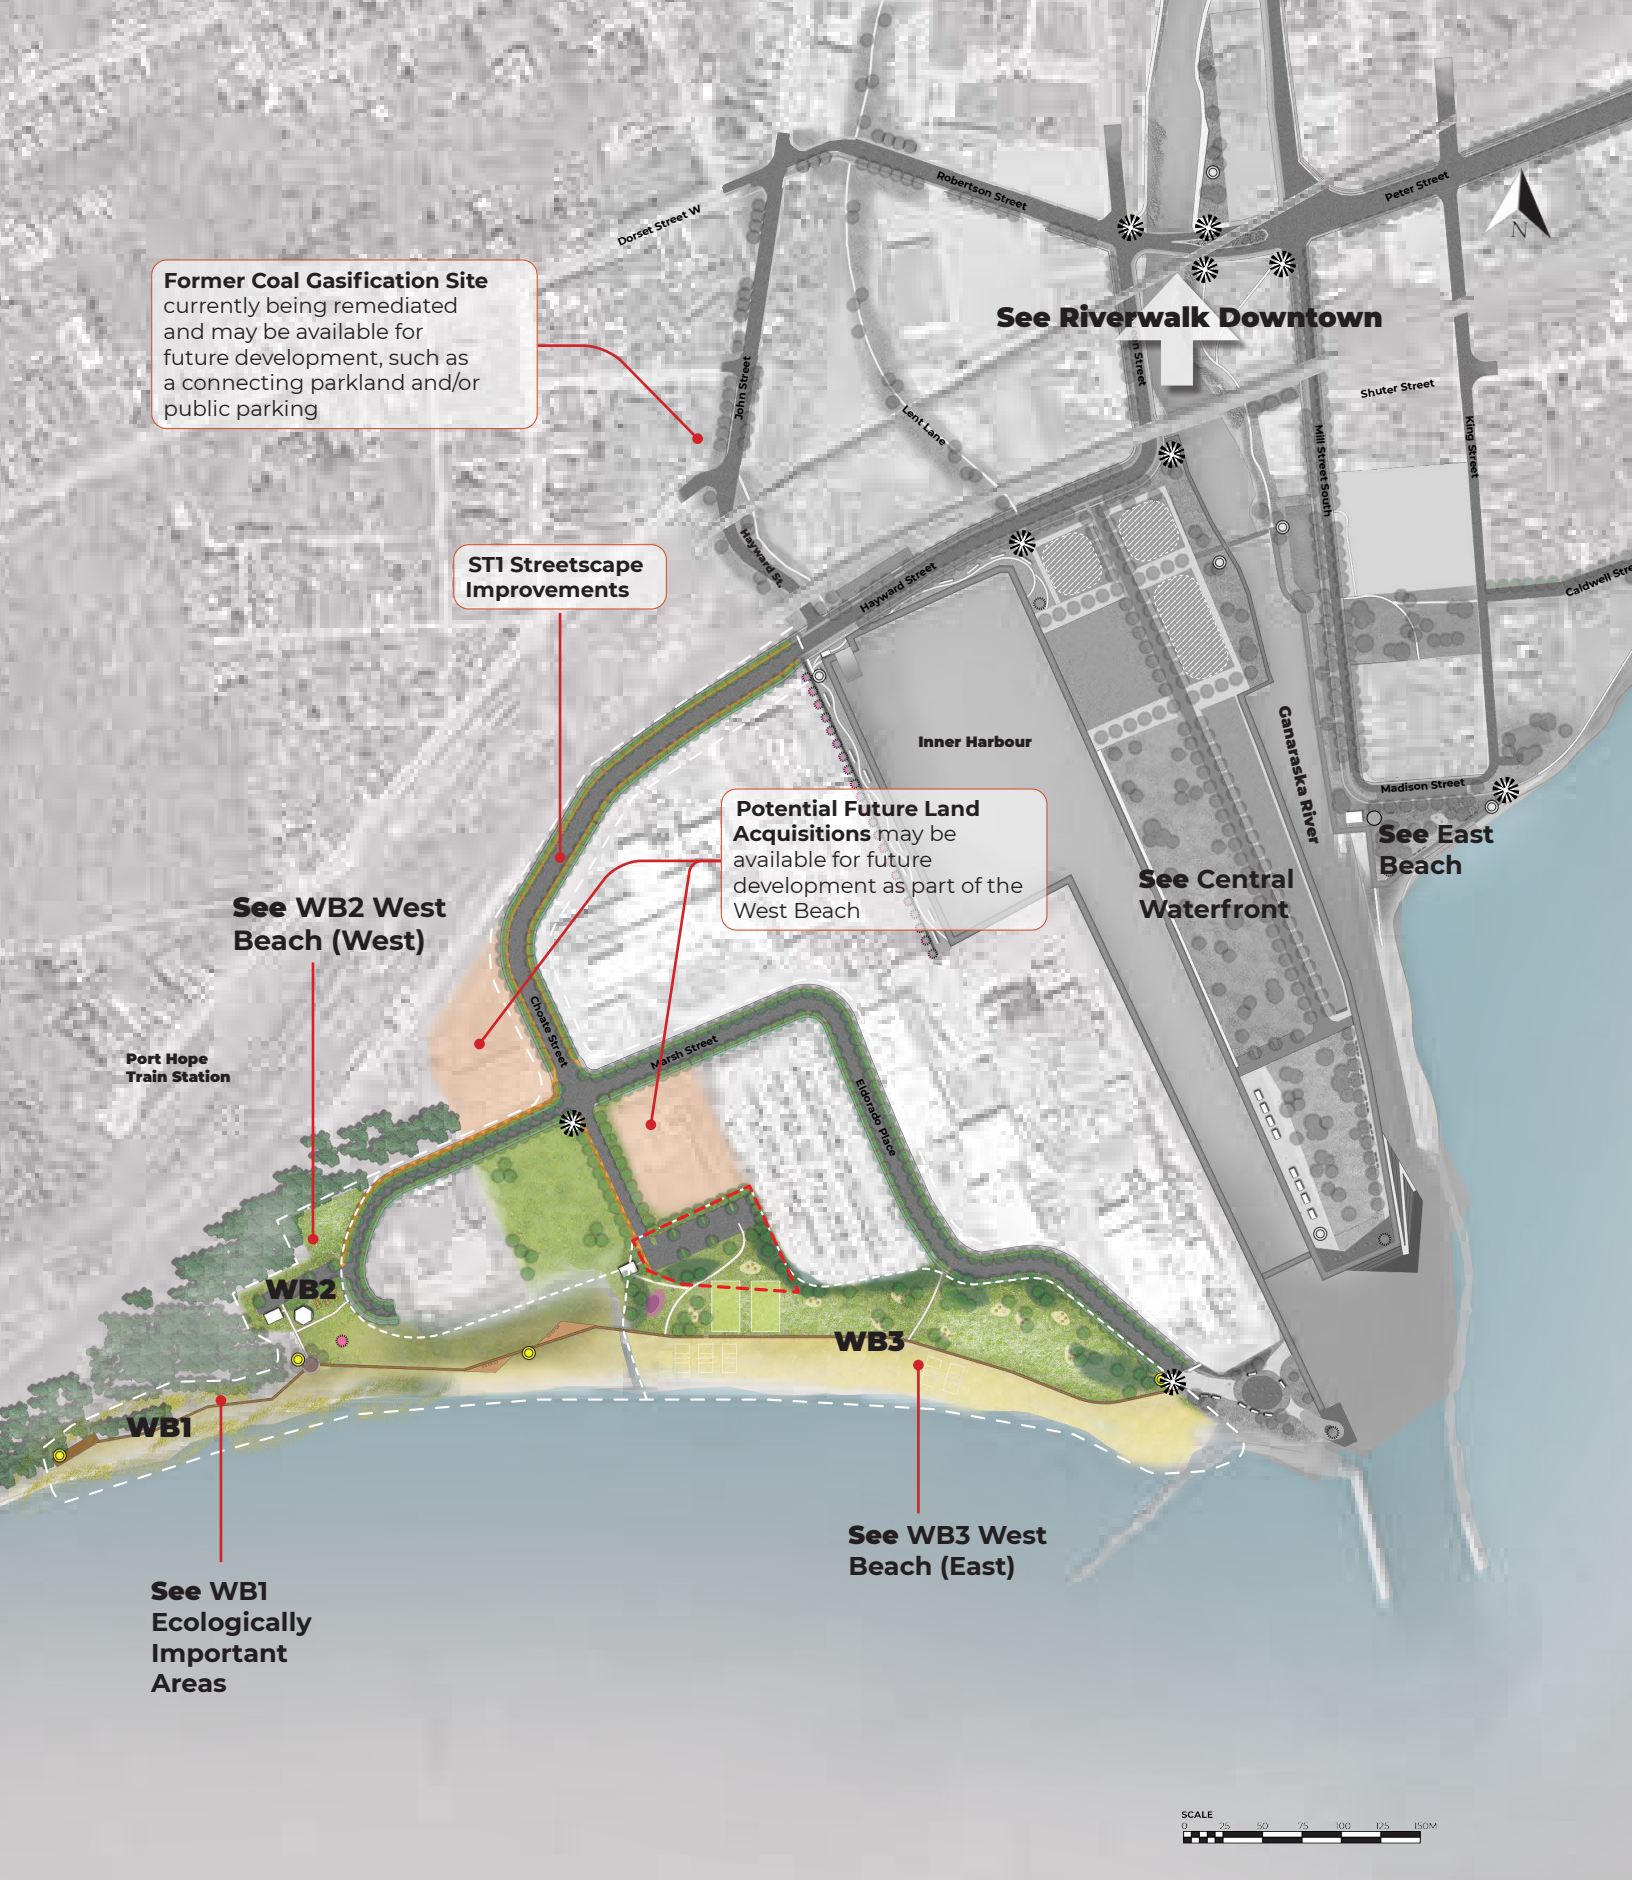 Robertson Street
Peter Street
Dorset Street W
N
Former Coal Gasification Site
currently being remediated
and may be available for
future development, such as
a connecting parkland and/or
public parking
See Riverwalk Downtown
n Street
John Street
Lent Lane
Shuter Street
Mill Street South
King Street
Hayward St.
Hayward Street
Caldwell Stre
ST1 Streetscape
Improvements
Inner Harbour
Ganaraska River
Madison Street
Potential Future Land
Acquisitions may be
available for future
development as part of the
West Beach
See East
Beach
See Central
Waterfront
See WB2 West
Beach (West)
Choate Street
Marsh Street
Port Hope
Train Station
Eldorado Place
WB2
WB3
WB1
See WB3 West
Beach (East)
See WB1
Ecologically
Important
Areas
SCALE
0 25 50 75 100 125 150M